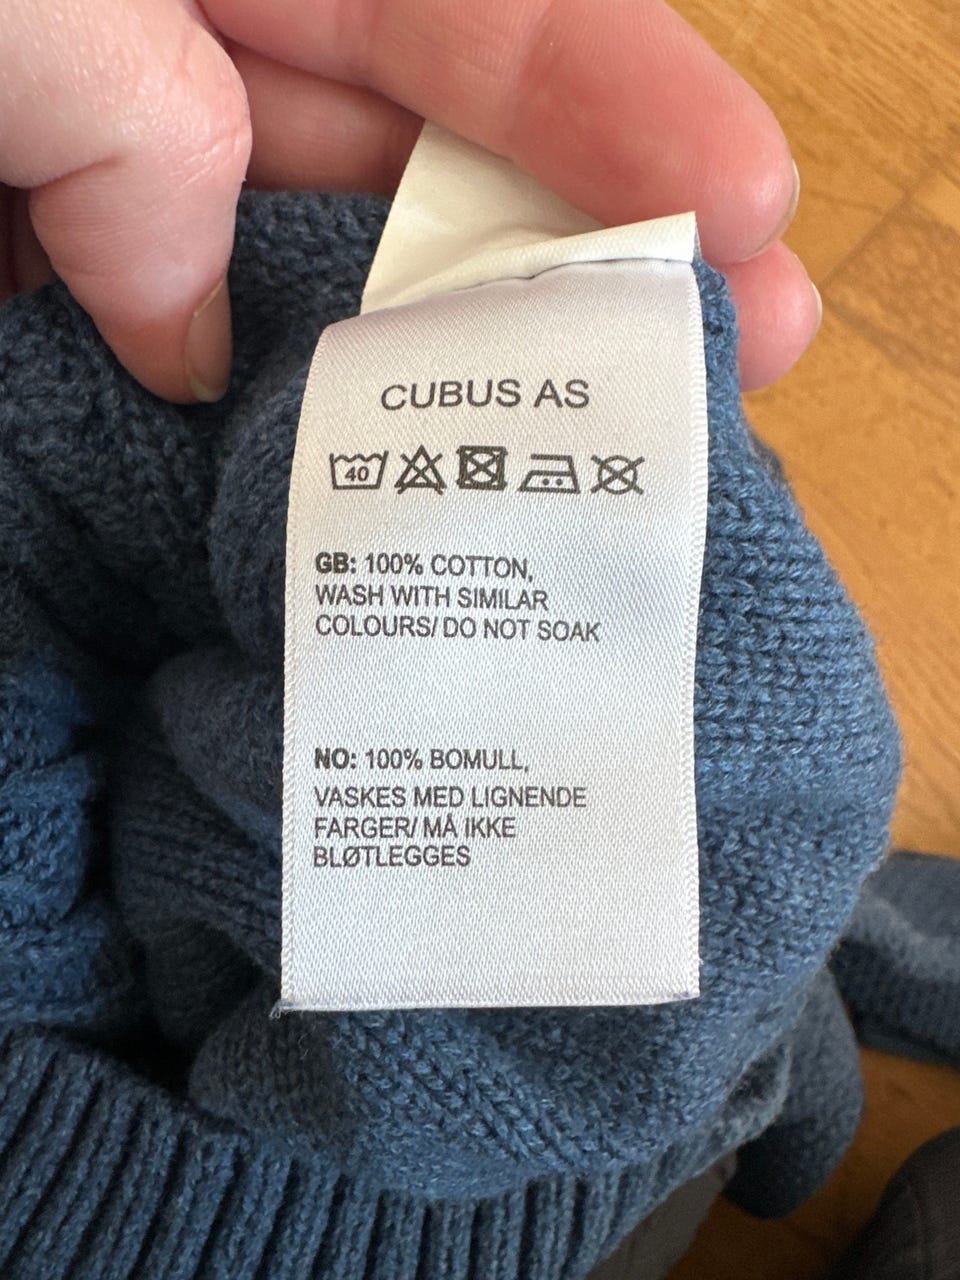 CUBUS AS
40
GB: 100% COTTON,
WASH WITH SIMILAR
COLOURS/ DO NOT SOAK
NO: 100% BOMULL,
VASKES MED LIGNENDE
FARGER/ MÅ IKKE
BLØTLEGGES